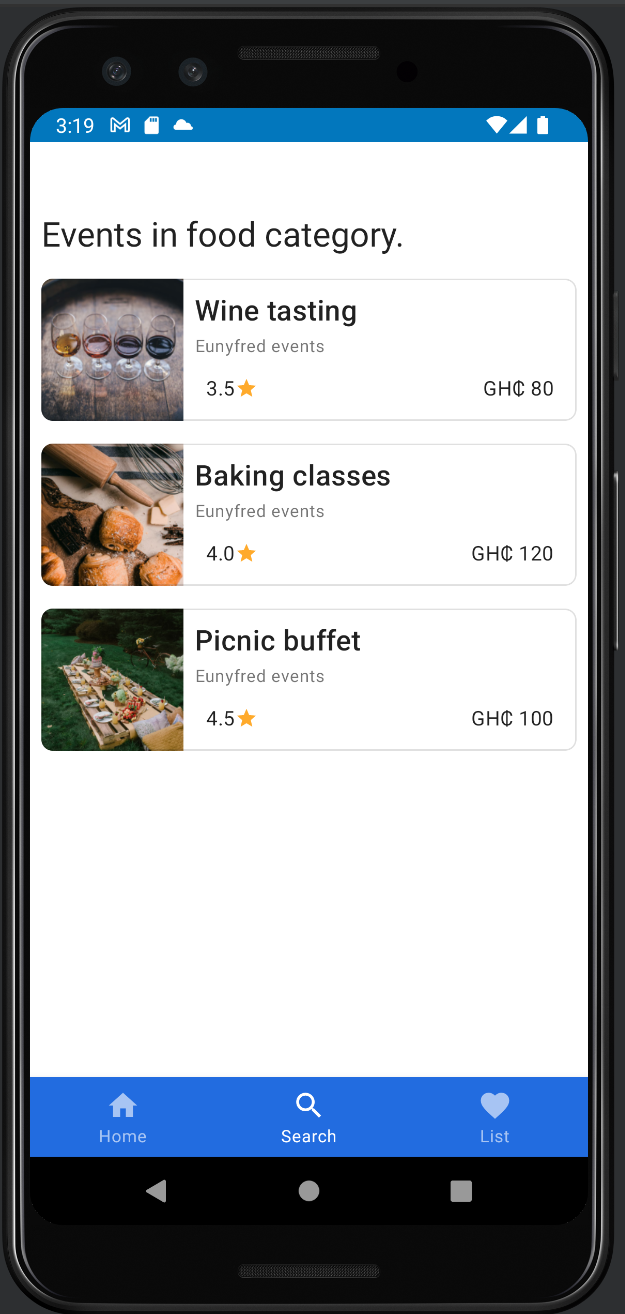 3:19
Events in food category.
Wine tasting
Eunyfred events
3.5
GH₵ 80
Baking classes
Eunyfred events
4.0
GH₵ 120
Picnic buffet
Eunyfred events
4.5
GH₵ 100
Home
Search
List